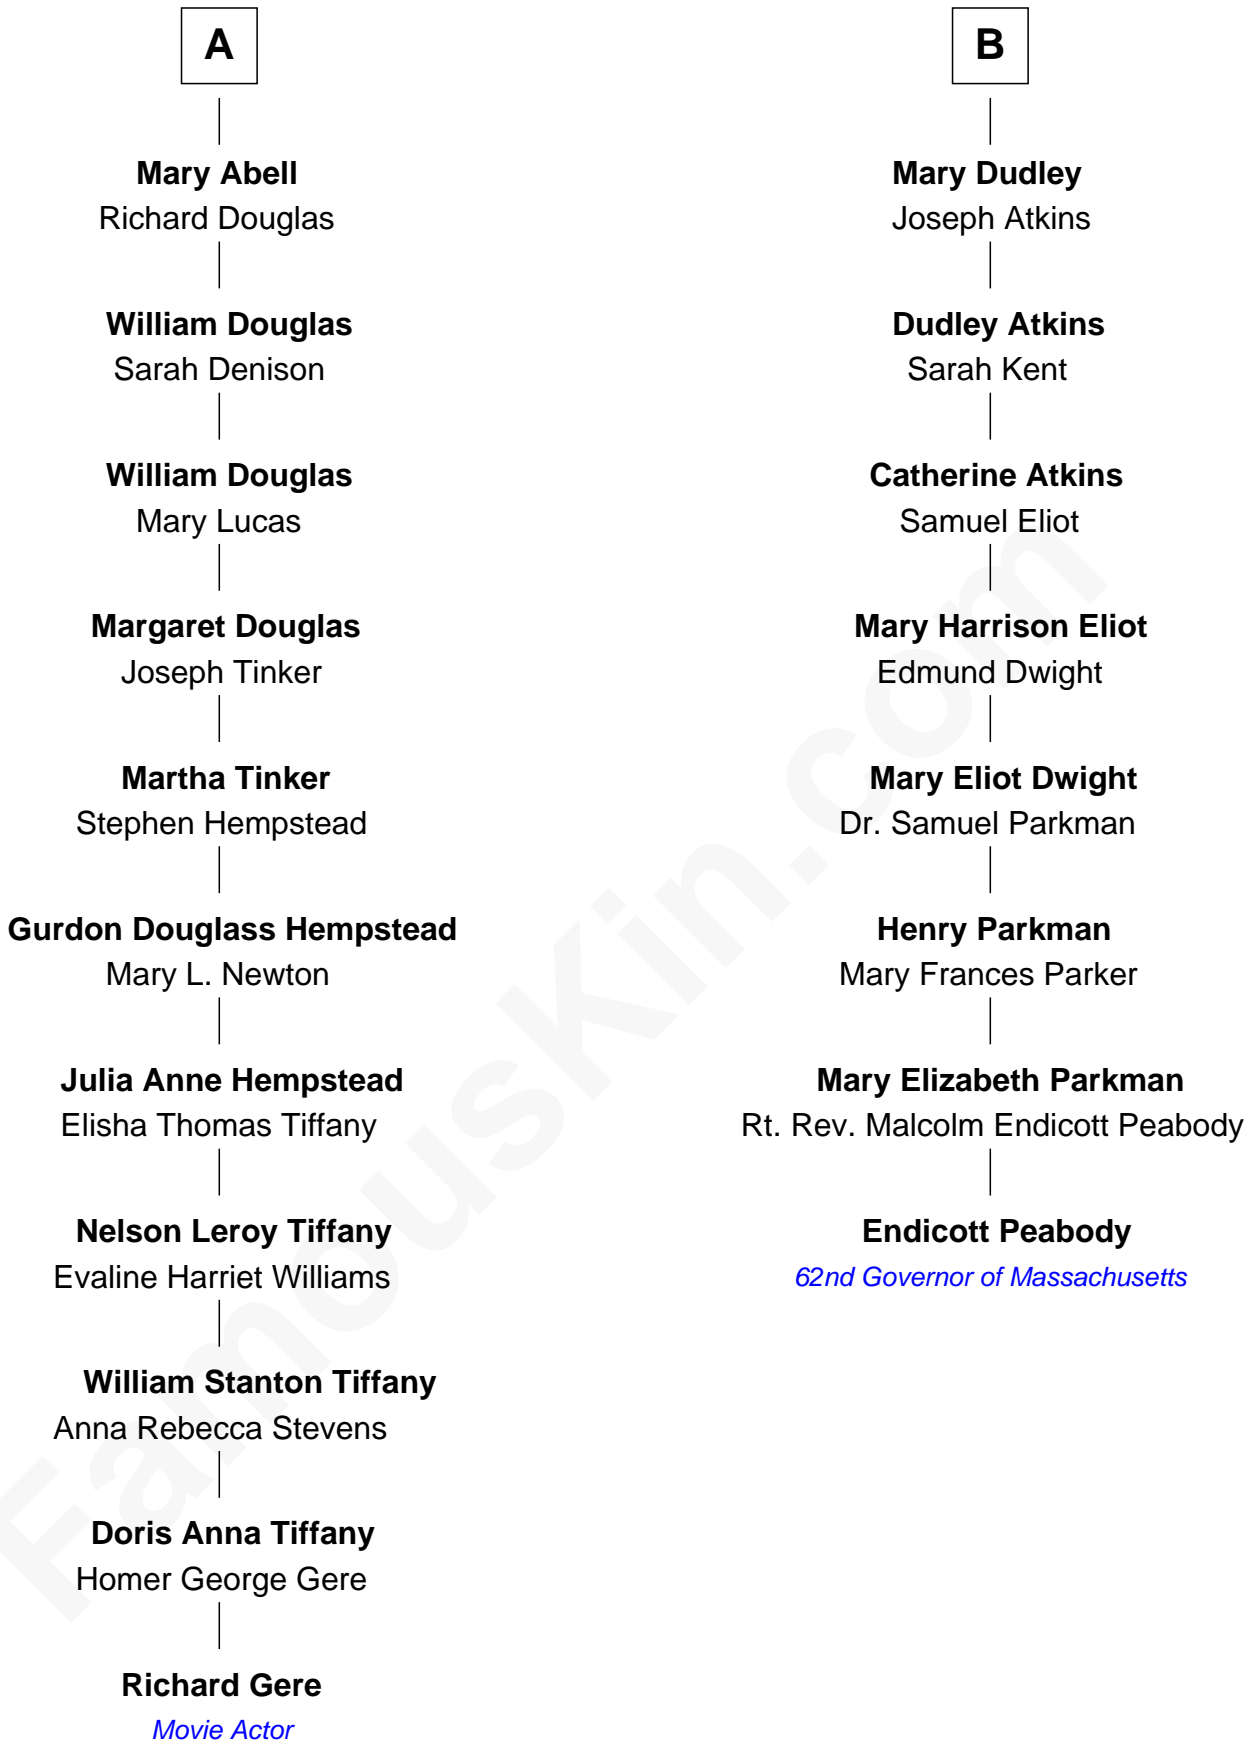 A
Mary Abell
Richard Douglas
William Douglas
Sarah Denison
William Douglas
Mary Lucas
Margaret Douglas
Joseph Tinker
Martha Tinker
Stephen Hempstead
Gurdon Douglass Hempstead
Mary L. Newton
Julia Anne Hempstead
Elisha Thomas Tiffany
Nelson Leroy Tiffany
Evaline Harriet Williams
William Stanton Tiffany
Anna Rebecca Stevens
Doris Anna Tiffany
Homer George Gere
Richard Gere
Movie Actor
B
Mary Dudley
Joseph Atkins
Dudley Atkins
Sarah Kent
Catherine Atkins
Samuel Eliot
Mary Harrison Eliot
Edmund Dwight
Mary Eliot Dwight
Dr. Samuel Parkman
Henry Parkman
Mary Frances Parker
Mary Elizabeth Parkman
Rt. Rev. Malcolm Endicott Peabody
Endicott Peabody
62nd Governor of Massachusetts
FamousKin.com